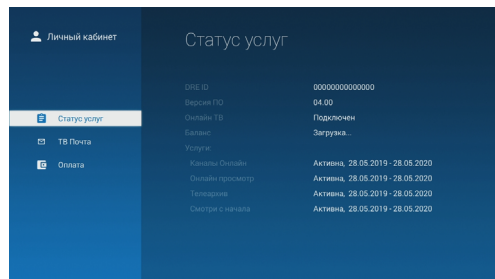 Личный кабинет
Статус услуг
DRE ID 00000000000000
Версия ПО 04.00
Онлайн ТВ Подключен
Баланс Загрузка...
Услуги:
Каналы Онлайн Активна, 28.05.2019 - 28.05.2020
Онлайн просмотр Активна, 28.05.2019 - 28.05.2020
Телеархив Активна, 28.05.2019 - 28.05.2020
Смотри с начала Активна, 28.05.2019 - 28.05.2020
Статус услуг
ТВ Почта
Оплата